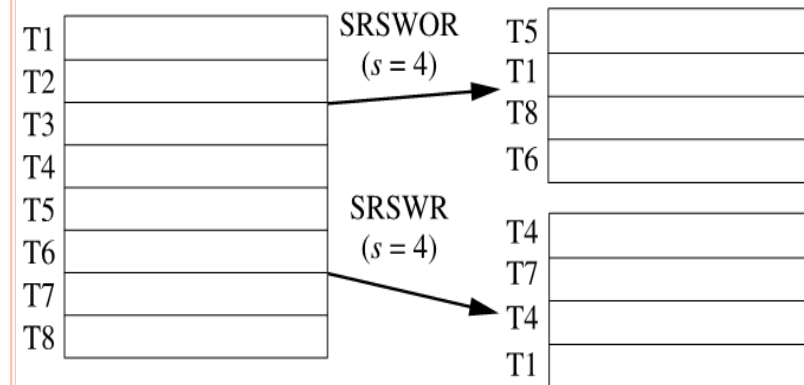 T1
T2
T3
T4
T5
T6
T7
T8
SRSWOR
(s = 4)
SRSWR
(s = 4)
T5
T1
T8
T6
T4
T7
T4
T1